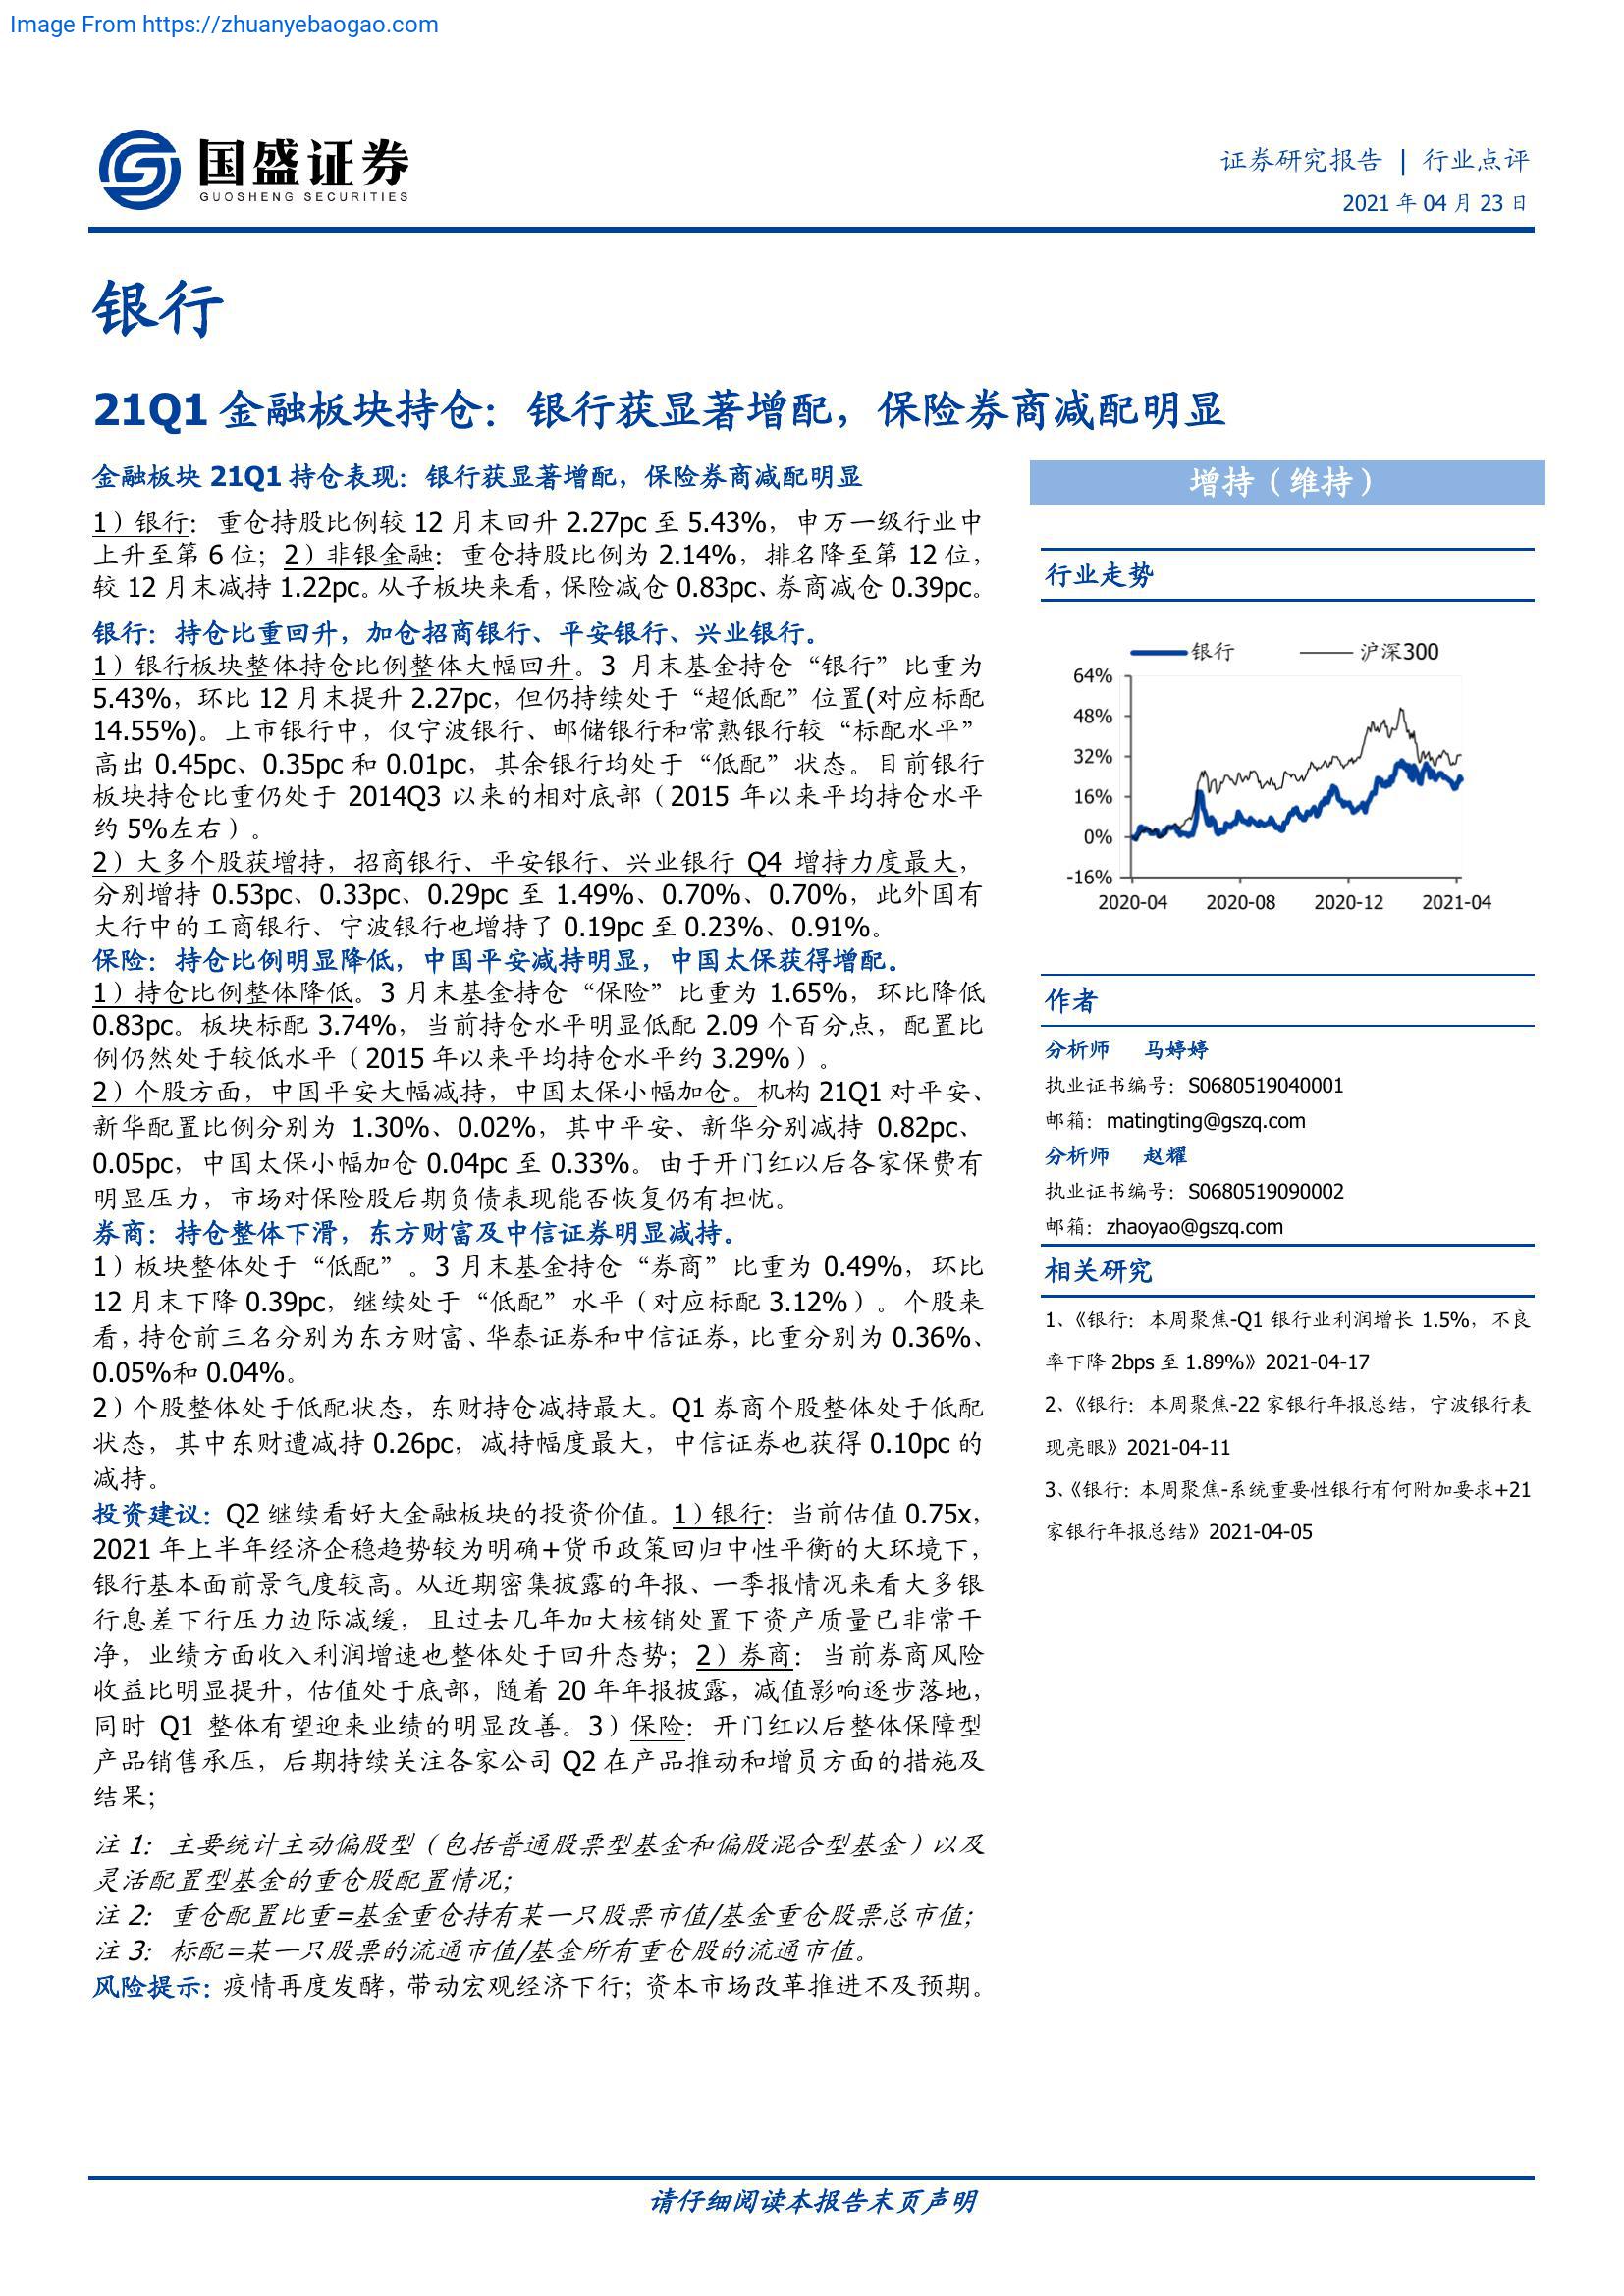 Image From https://zhuanyebaogao.com
国盛证券
GUOSHENG SECURITIES
证券研究报告 | 行业点评
2021 年 04 月 23 日
银行
21Q1 金融板块持仓：银行获显著增配，保险券商减配明显
金融板块 21Q1 持仓表现：银行获显著增配，保险券商减配明显
1）银行：重仓持股比例较 12 月末回升 2.27pc 至 5.43%，申万一级行业中
上升至第 6 位；2）非银金融：重仓持股比例为 2.14%，排名降至第 12 位，
较 12 月末减持 1.22pc。从子板块来看，保险减仓 0.83pc、券商减仓 0.39pc。
银行：持仓比重回升，加仓招商银行、平安银行、兴业银行。
1）银行板块整体持仓比例整体大幅回升。3 月末基金持仓“银行”比重为
5.43%，环比 12 月末提升 2.27pc，但仍持续处于“超低配”位置(对应标配
14.55%)。上市银行中，仅宁波银行、邮储银行和常熟银行较“标配水平”
高出 0.45pc、0.35pc 和 0.01pc，其余银行均处于“低配”状态。目前银行
板块持仓比重仍处于 2014Q3 以来的相对底部（2015 年以来平均持仓水平
约 5%左右）。
2）大多个股获增持，招商银行、平安银行、兴业银行 Q4 增持力度最大，
分别增持 0.53pc、0.33pc、0.29pc 至 1.49%、0.70%、0.70%，此外国有
大行中的工商银行、宁波银行也增持了 0.19pc 至 0.23%、0.91%。
保险：持仓比例明显降低，中国平安减持明显，中国太保获得增配。
1）持仓比例整体降低。3 月末基金持仓“保险”比重为 1.65%，环比降低
0.83pc。板块标配 3.74%，当前持仓水平明显低配 2.09 个百分点，配置比
例仍然处于较低水平（2015 年以来平均持仓水平约 3.29%）。
2）个股方面，中国平安大幅减持，中国太保小幅加仓。机构 21Q1 对平安、
新华配置比例分别为 1.30%、0.02%，其中平安、新华分别减持 0.82pc、
0.05pc，中国太保小幅加仓 0.04pc 至 0.33%。由于开门红以后各家保费有
明显压力，市场对保险股后期负债表现能否恢复仍有担忧。
券商：持仓整体下滑，东方财富及中信证券明显减持。
1）板块整体处于“低配”。3 月末基金持仓“券商”比重为 0.49%，环比
12 月末下降 0.39pc，继续处于“低配”水平（对应标配 3.12%）。个股来
看，持仓前三名分别为东方财富、华泰证券和中信证券，比重分别为 0.36%、
0.05%和 0.04%。
2）个股整体处于低配状态，东财持仓减持最大。Q1 券商个股整体处于低配
状态，其中东财遭减持 0.26pc，减持幅度最大，中信证券也获得 0.10pc 的
减持。
投资建议：Q2 继续看好大金融板块的投资价值。1）银行：当前估值 0.75x，
2021 年上半年经济企稳趋势较为明确+货币政策回归中性平衡的大环境下，
银行基本面前景气度较高。从近期密集披露的年报、一季报情况来看大多银
行息差下行压力边际减缓，且过去几年加大核销处置下资产质量已非常干
净，业绩方面收入利润增速也整体处于回升态势；2）券商：当前券商风险
收益比明显提升，估值处于底部，随着 20 年年报披露，减值影响逐步落地，
同时 Q1 整体有望迎来业绩的明显改善。3）保险：开门红以后整体保障型
产品销售承压，后期持续关注各家公司 Q2 在产品推动和增员方面的措施及
结果；
注 1：主要统计主动偏股型（包括普通股票型基金和偏股混合型基金）以及
灵活配置型基金的重仓股配置情况；
注 2：重仓配置比重=基金重仓持有某一只股票市值/基金重仓股票总市值；
注 3：标配=某一只股票的流通市值/基金所有重仓股的流通市值。
风险提示：疫情再度发酵，带动宏观经济下行；资本市场改革推进不及预期。
增持（维持）
行业走势
银行 沪深300
64%
48%
32%
16%
0%
-16%
2020-04 2020-08 2020-12 2021-04
作者
分析师 马婷婷
执业证书编号：S0680519040001
邮箱：matingting@gszq.com
分析师 赵耀
执业证书编号：S0680519090002
邮箱：zhaoyao@gszq.com
相关研究
1、《银行：本周聚焦-Q1 银行业利润增长 1.5%，不良
率下降 2bps 至 1.89%》2021-04-17
2、《银行：本周聚焦-22 家银行年报总结，宁波银行表
现亮眼》2021-04-11
3、《银行：本周聚焦-系统重要性银行有何附加要求+21
家银行年报总结》2021-04-05
请仔细阅读本报告末页声明